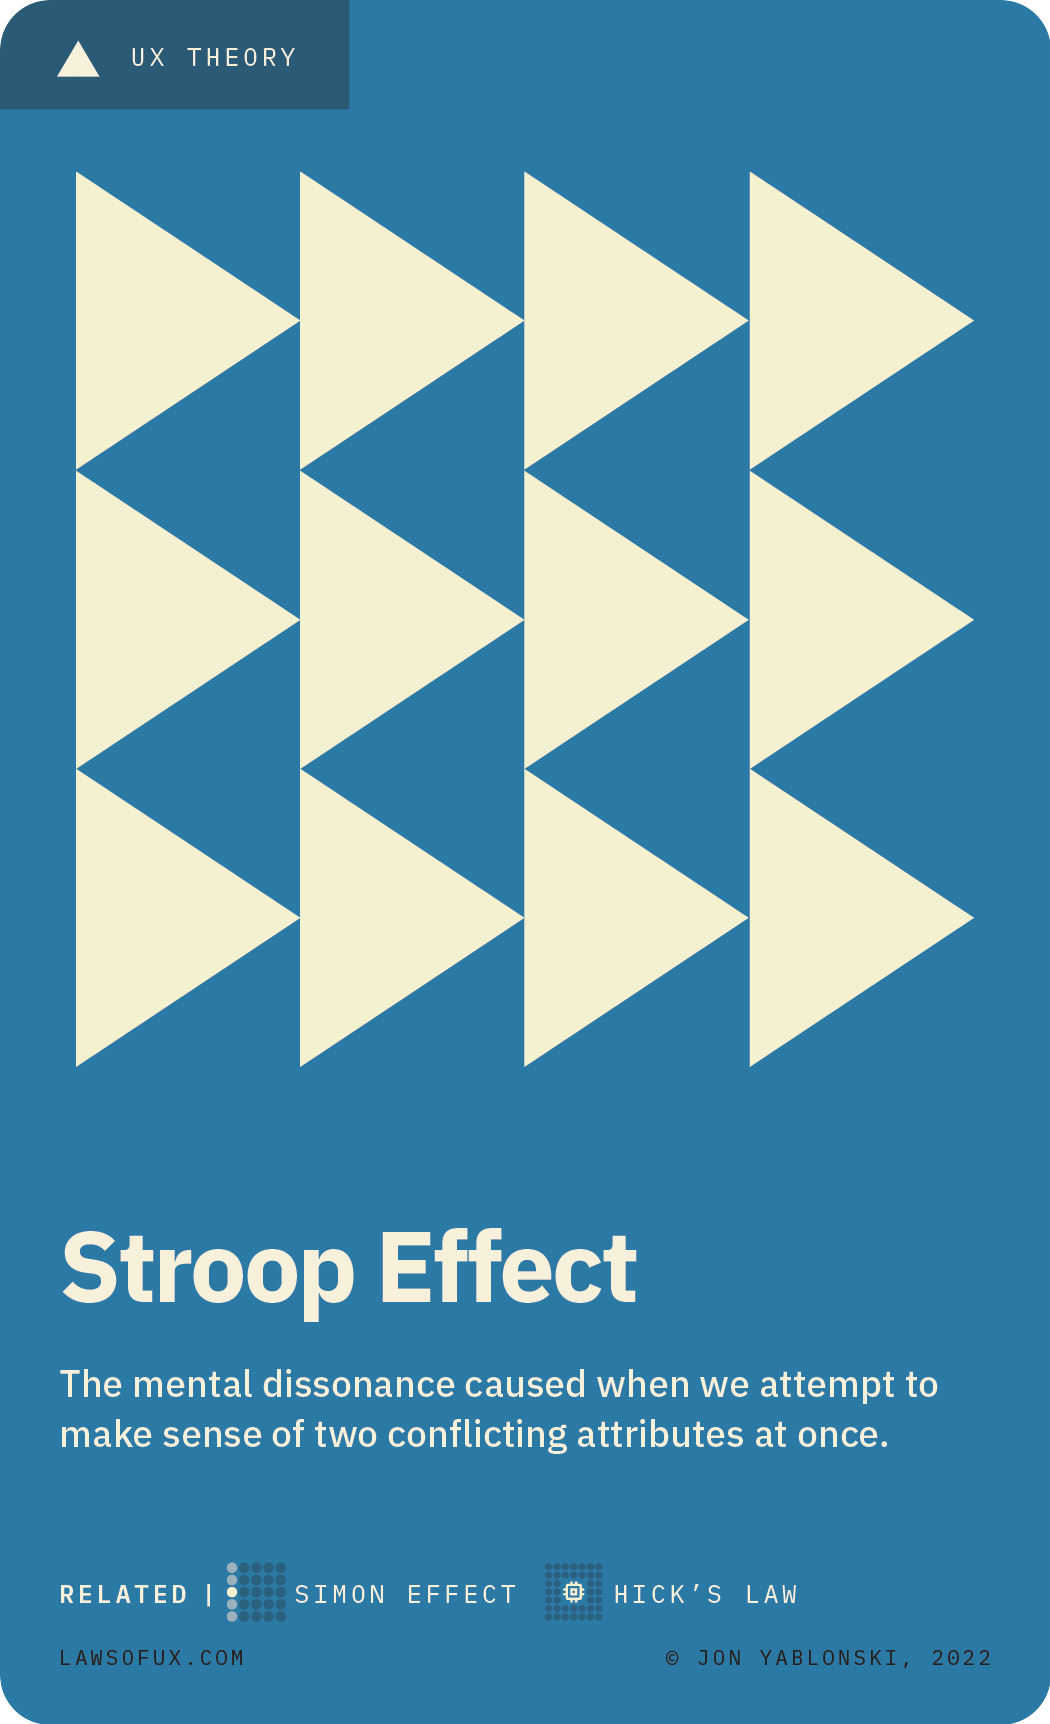 UX THEORY
Stroop Effect
The mental dissonance caused when we attempt to
make sense of two conflicting attributes at once.
RELATED | SIMON EFFECT HICK’S LAW
LAWSOFUX.COM © JON YABLONSKI, 2022